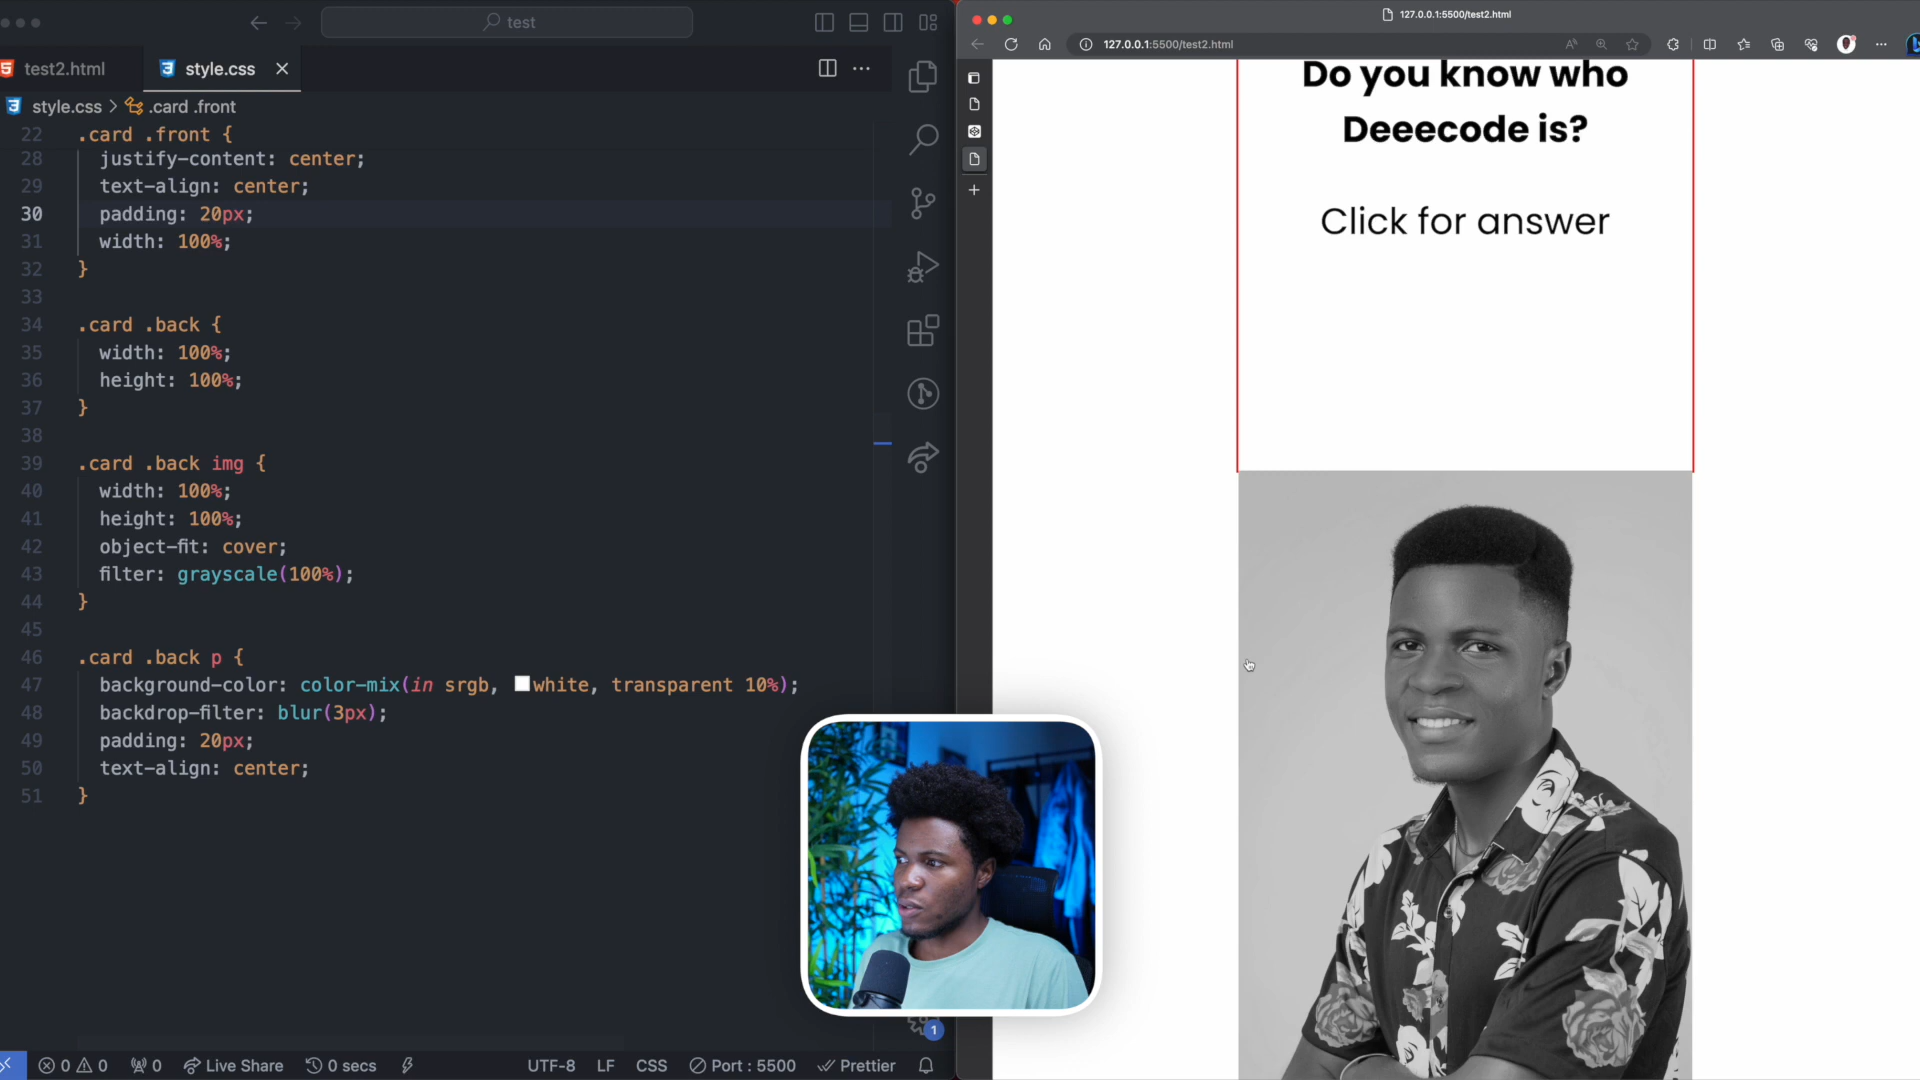 test
test2.html
style.css
style.css > .card .front
22 .card .front {
28 justify-content: center;
29 text-align: center;
30 padding: 20px;
31 width: 100%;
32 }
33
34 .card .back {
35 width: 100%;
36 height: 100%;
37 }
38
39 .card .back img {
40 width: 100%;
41 height: 100%;
42 object-fit: cover;
43 filter: grayscale(100%);
44 }
45
46 .card .back p {
47 background-color: color-mix(in srgb, white, transparent 10%);
48 backdrop-filter: blur(3px);
49 padding: 20px;
50 text-align: center;
51 }
1
0 0 0 Live Share 0 secs UTF-8 LF CSS Port : 5500 Prettier
127.0.0.1:5500/test2.html
127.0.0.1:5500/test2.html
Do you know who
Deeecode is?
Click for answer